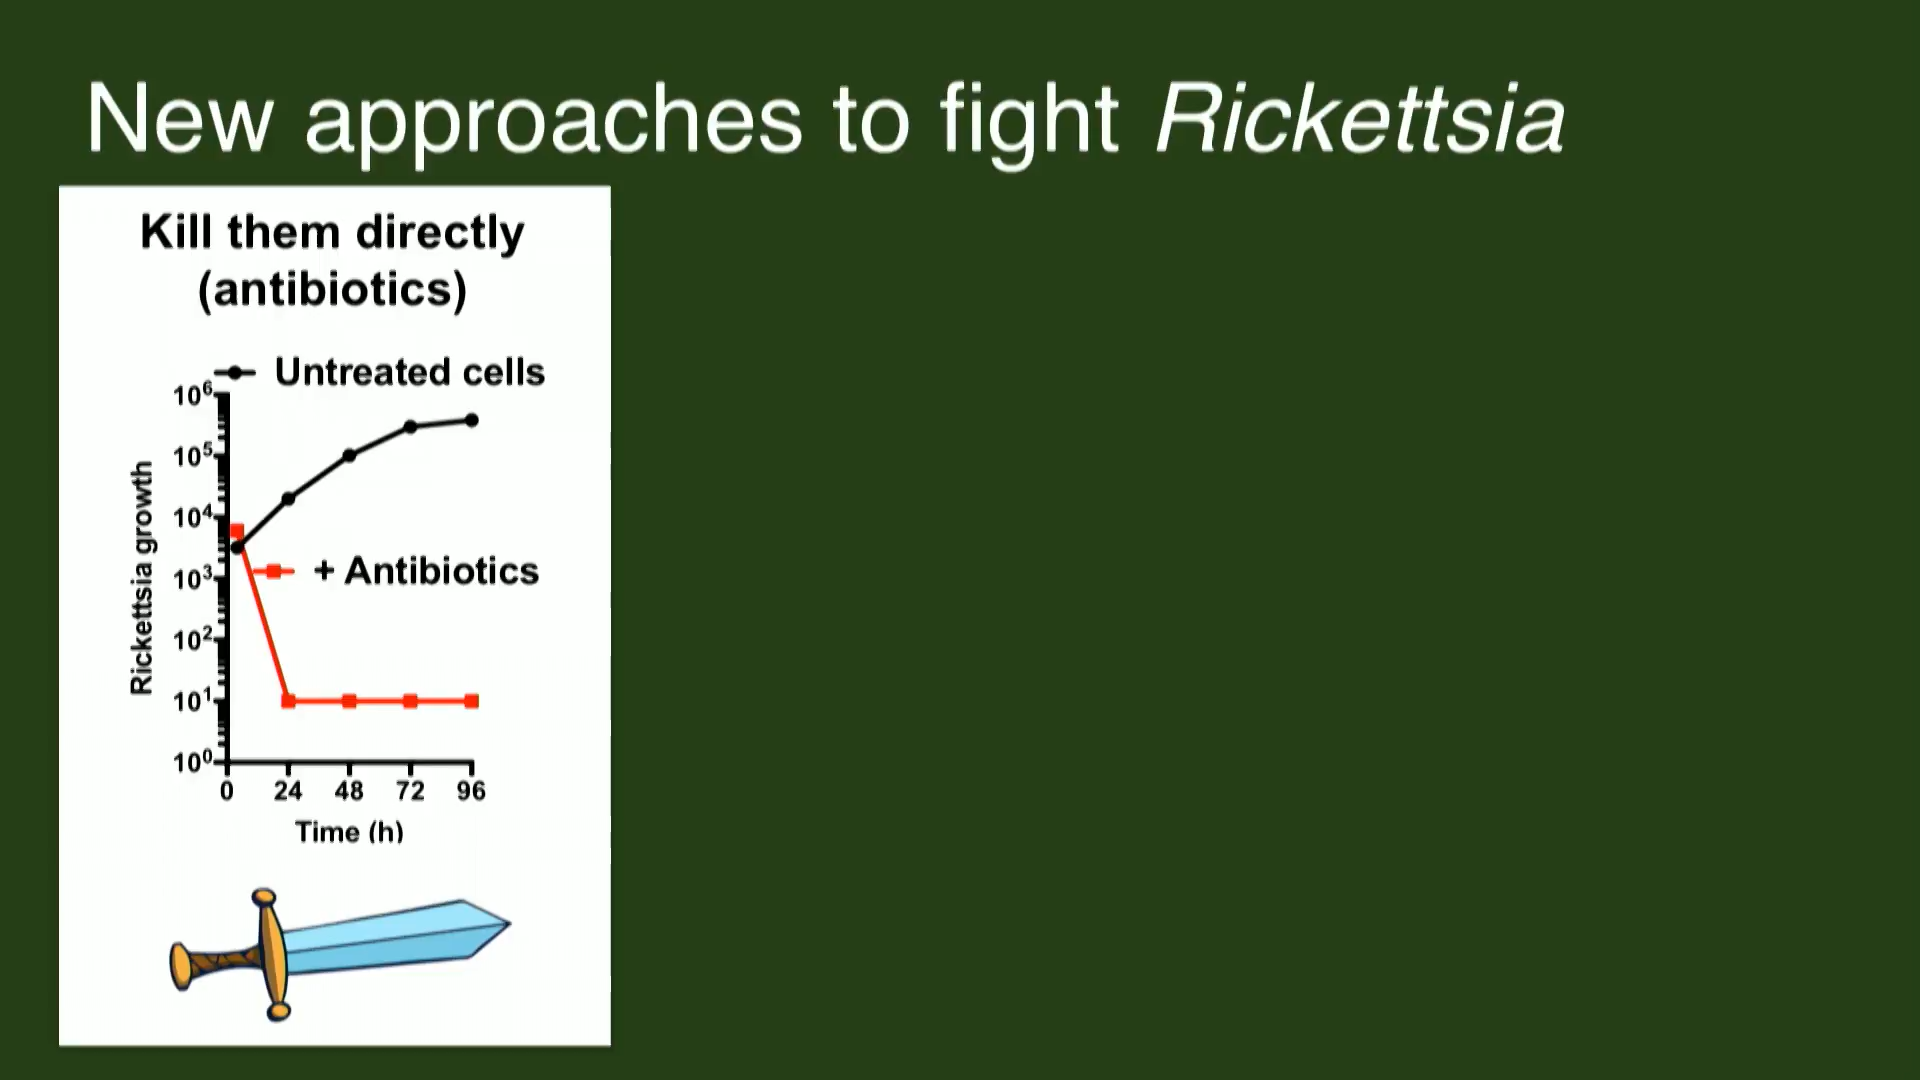 New approaches to fight Rickettsia
Kill them directly
(antibiotics)
Untreated cells
10⁶
10⁵
10⁴
+ Antibiotics
10³
10²
10¹
10⁰
Rickettsia growth
0 24 48 72 96
Time (h)